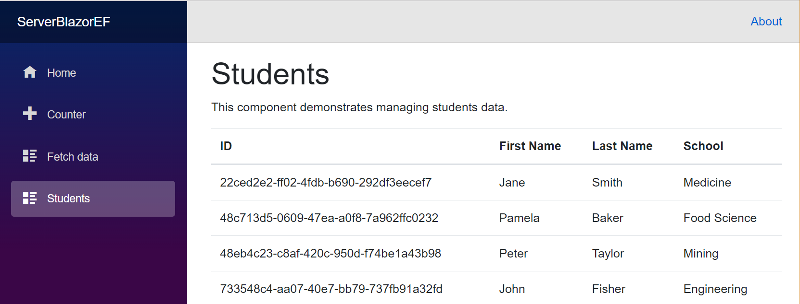 ServerBlazorEF
About
Home
Counter
Fetch data
Students
Students
This component demonstrates managing students data.
ID First Name Last Name School
22ced2e2-ff02-4fdb-b690-292df3eecef7 Jane Smith Medicine
48c713d5-0609-47ea-a0f8-7a962ffc0232 Pamela Baker Food Science
48eb4c23-c8af-420c-950d-f74be1a43b98 Peter Taylor Mining
733548c4-aa07-40e7-bb79-737fb91a32fd John Fisher Engineering